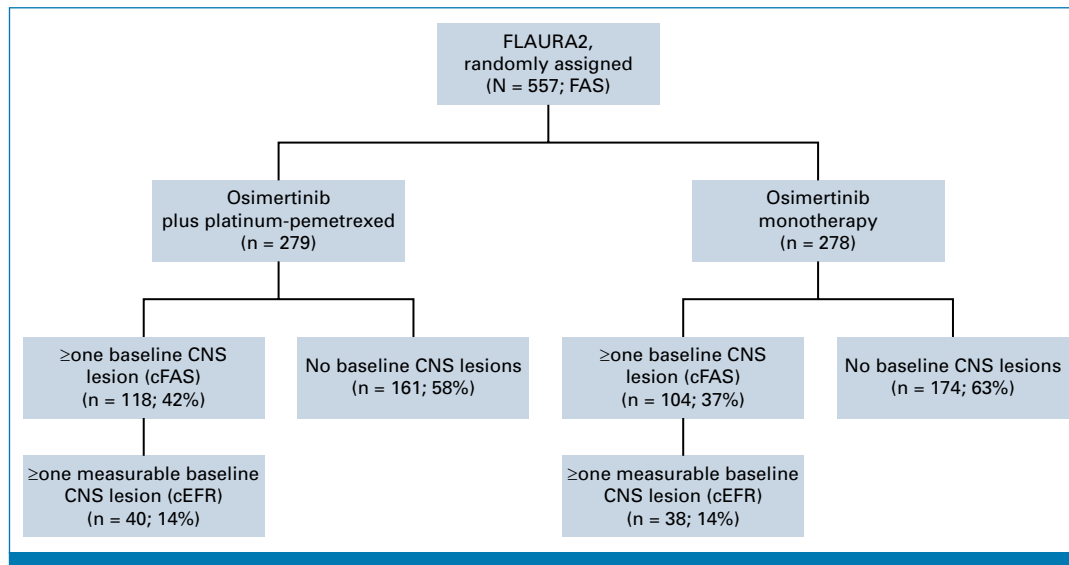 FLAURA2,
randomly assigned
(N = 557; FAS)
Osimertinib
plus platinum-pemetrexed
(n = 279)
Osimertinib
monotherapy
(n = 278)
≥one baseline CNS
lesion (cFAS)
(n = 118; 42%)
No baseline CNS lesions
(n = 161; 58%)
≥one baseline CNS
lesion (cFAS)
(n = 104; 37%)
No baseline CNS lesions
(n = 174; 63%)
≥one measurable baseline
CNS lesion (cEFR)
(n = 40; 14%)
≥one measurable baseline
CNS lesion (cEFR)
(n = 38; 14%)